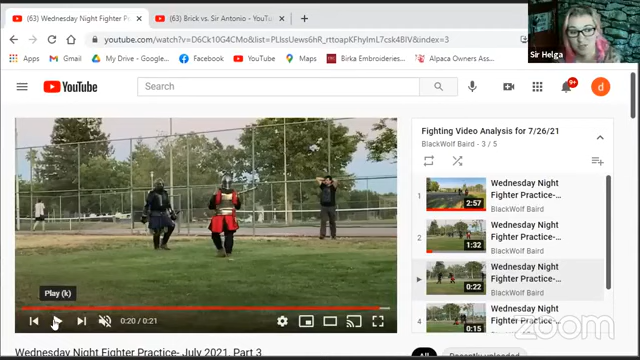 (63) Wednesday Night Fighter Pr
(63) Brick vs. Sir Antonio - YouTu
youtube.com/watch?v=D6Ck10G4CMo&list=PLIssUews6hR_rttoapKFhylmL7csk4BIV&index=3
Apps
Gmail
My Drive - Google...
Facebook
YouTube
Maps
Birka Embroideries...
Alpaca Owners Ass...
Sir Helga
YouTube
Search
9+
d
Fighting Video Analysis for 7/26/21
BlackWolf Baird - 3 / 5
1
2:57
Wednesday Night
Fighter Practice-...
BlackWolf Baird
2
1:32
Wednesday Night
Fighter Practice-...
BlackWolf Baird
0:22
Wednesday Night
Fighter Practice-...
BlackWolf Baird
4
0:15
Wednesday Night
Fighter Practice-...
Play (k)
0:20 / 0:21
zoom
Wednesday Night Fighter Practice- July 2021, Part 3
All
Recently uploaded